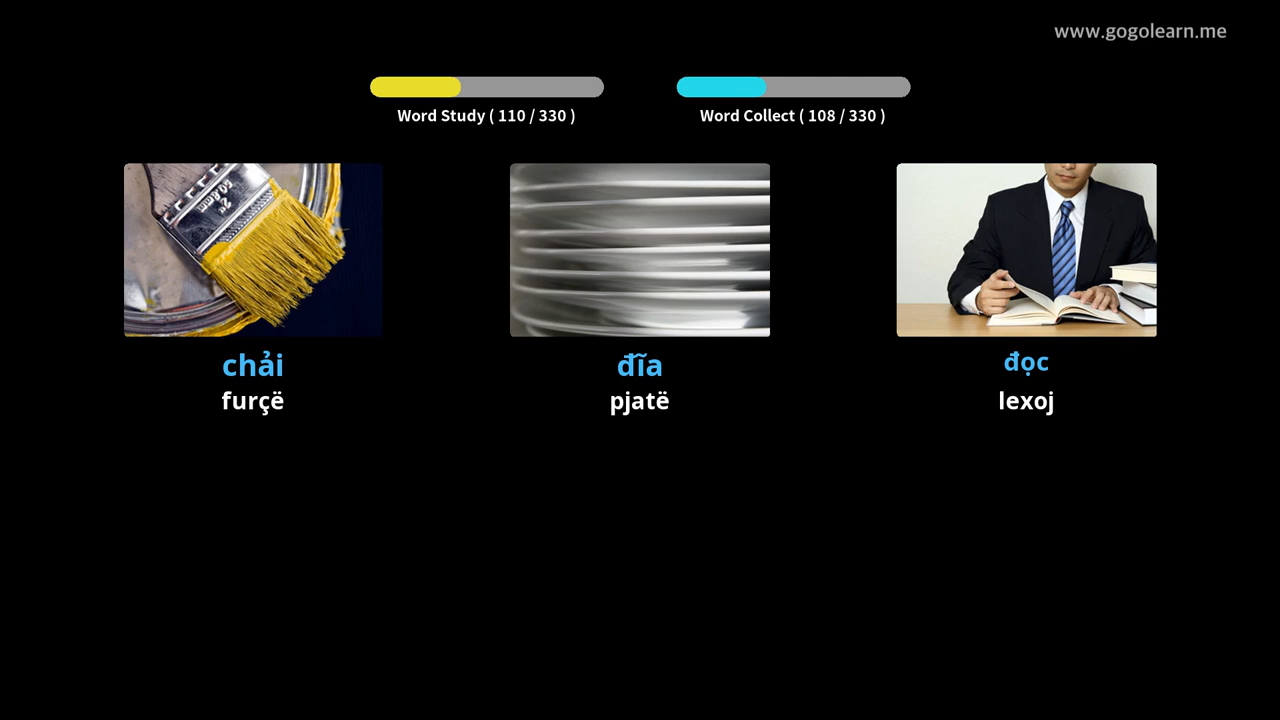 www.gogolearn.me
Word Study ( 110 / 330 )
Word Collect ( 108 / 330 )
chải
đĩa
đọc
furçë
pjatë
lexoj